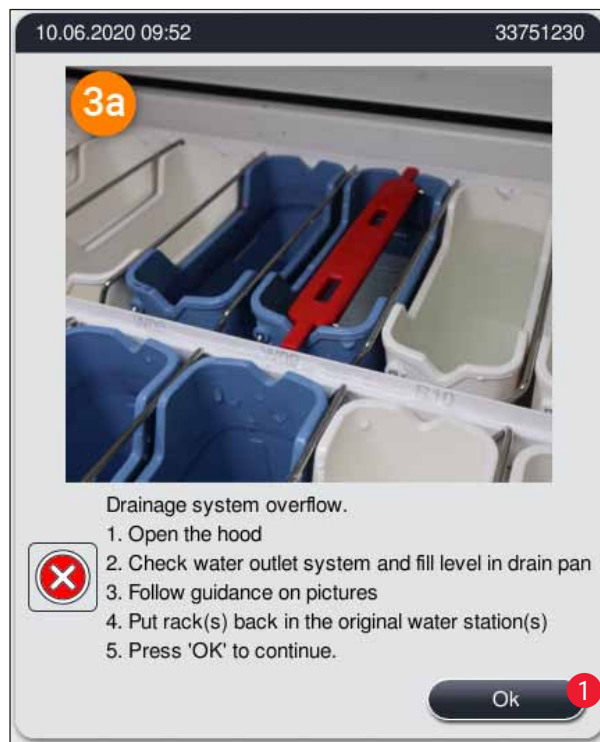 10.06.2020 09:52 33751230
3a
R10
Drainage system overflow.
1. Open the hood
2. Check water outlet system and fill level in drain pan
3. Follow guidance on pictures
4. Put rack(s) back in the original water station(s)
5. Press 'OK' to continue.
Ok
1